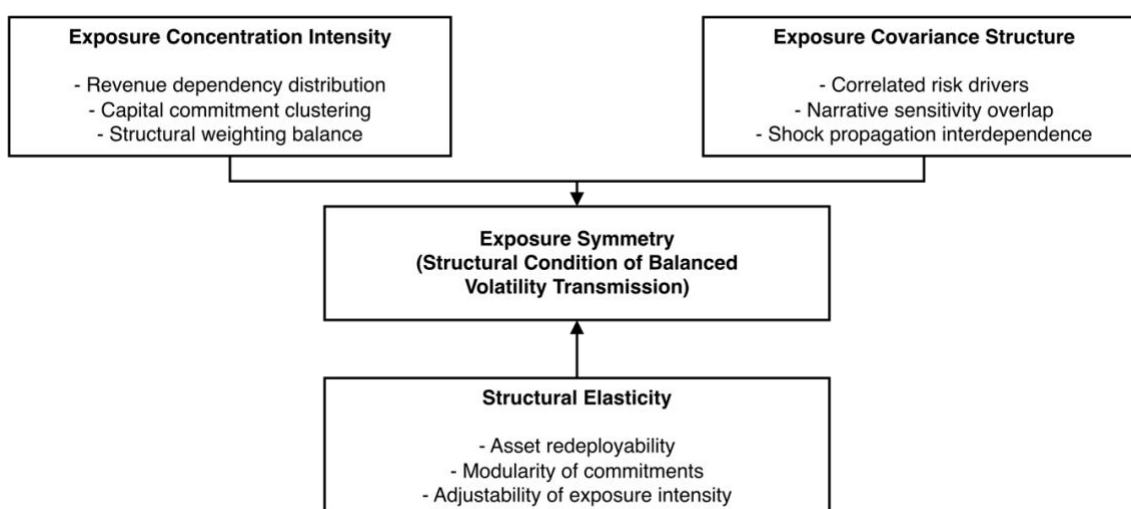 Exposure Concentration Intensity
- Revenue dependency distribution
- Capital commitment clustering
- Structural weighting balance
Exposure Covariance Structure
- Correlated risk drivers
- Narrative sensitivity overlap
- Shock propagation interdependence
Exposure Symmetry
(Structural Condition of Balanced
Volatility Transmission)
Structural Elasticity
- Asset redeployability
- Modularity of commitments
- Adjustability of exposure intensity